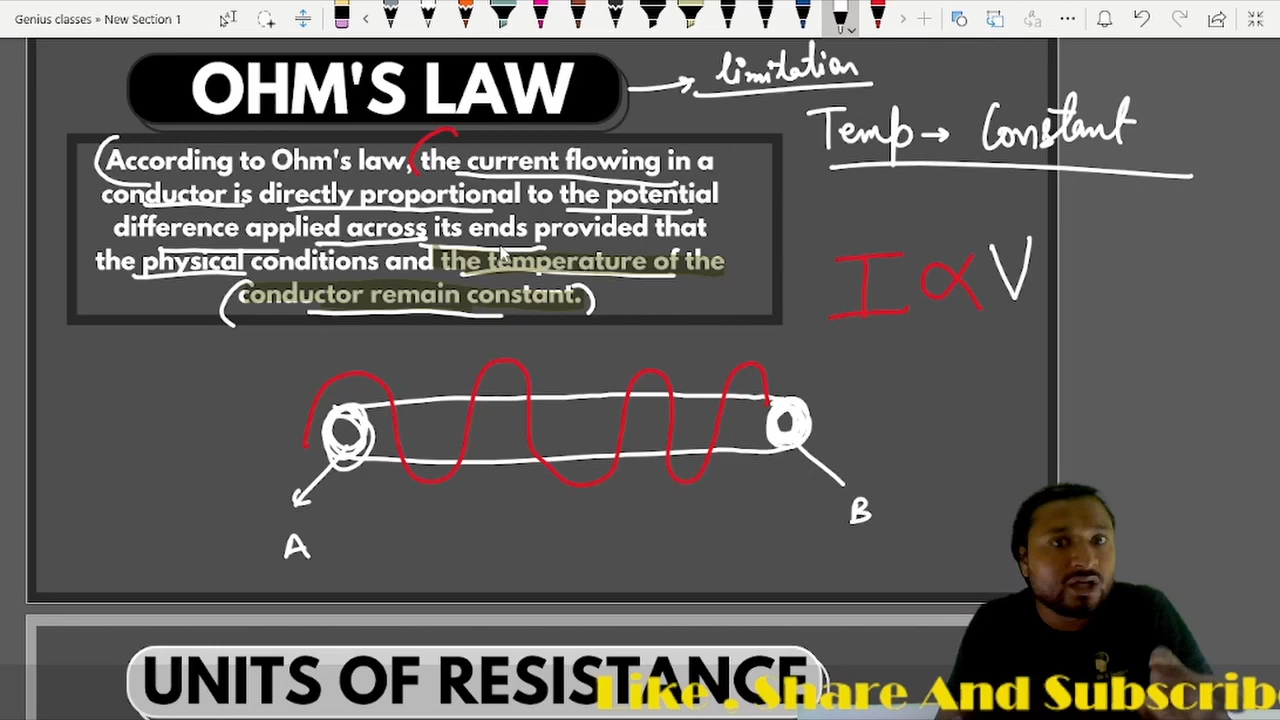 Genius classes » New Section 1
OHM'S LAW
limitation
Temp → Constant
According to Ohm's law, the current flowing in a
conductor is directly proportional to the potential
difference applied across its ends provided that
the physical conditions and the temperature of the
conductor remain constant.
I ∝ V
A
B
UNITS OF RESISTANCE
Like . Share And Subscrib